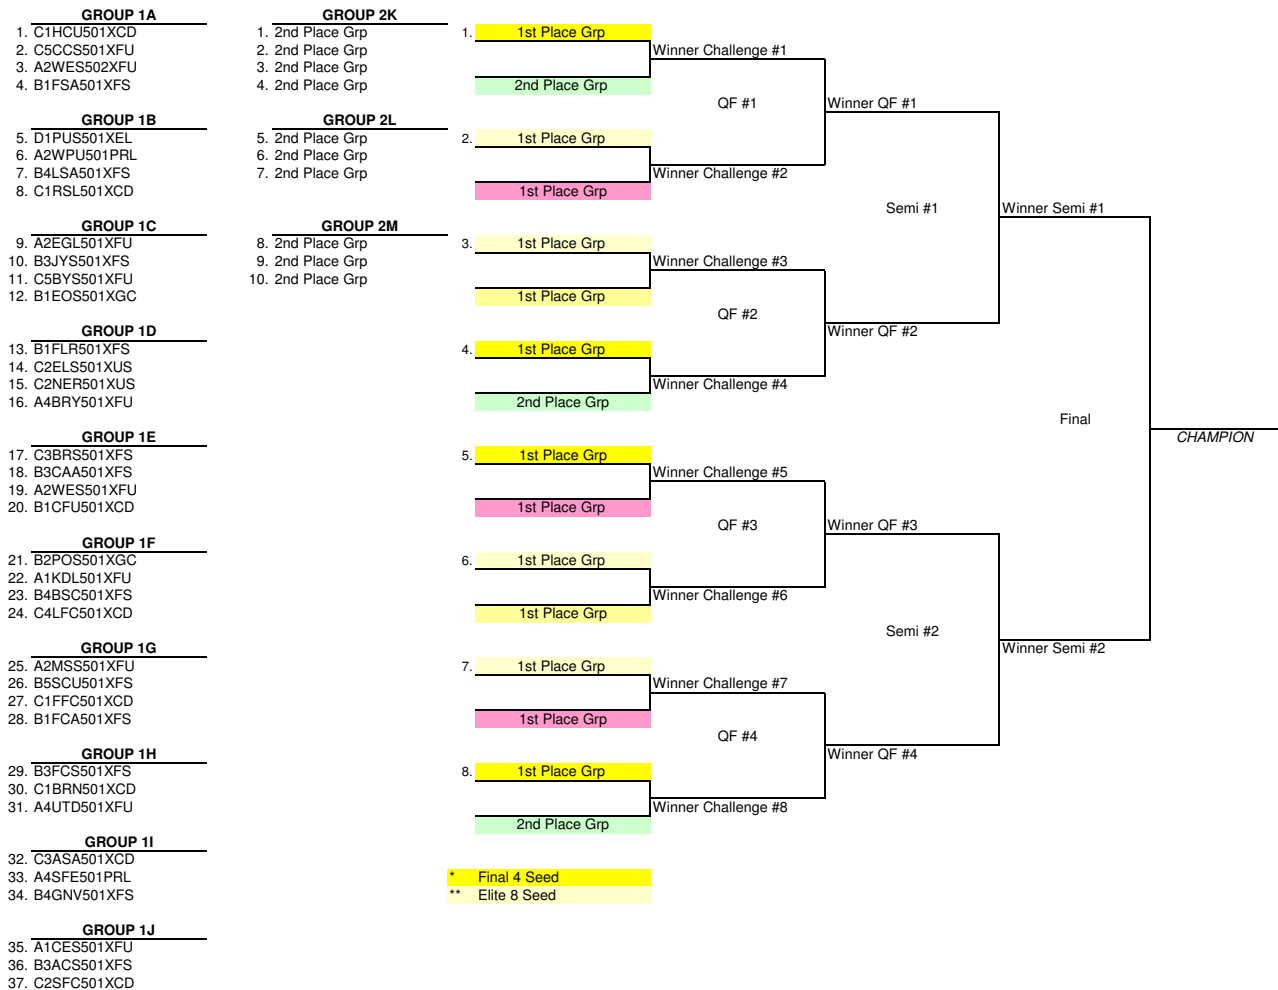 GROUP 1A
1. C1HCU501XCD
2. C5CCS501XFU
3. A2WES502XFU
4. B1FSA501XFS
GROUP 1B
5. D1PUS501XEL
6. A2WPU501PRL
7. B4LSA501XFS
8. C1RSL501XCD
GROUP 1C
9. A2EGL501XFU
10. B3JYS501XFS
11. C5BYS501XFU
12. B1EOS501XGC
GROUP 1D
13. B1FLR501XFS
14. C2ELS501XUS
15. C2NER501XUS
16. A4BRY501XFU
GROUP 1E
17. C3BRS501XFS
18. B3CAA501XFS
19. A2WES501XFU
20. B1CFU501XCD
GROUP 1F
21. B2POS501XGC
22. A1KDL501XFU
23. B4BSC501XFS
24. C4LFC501XCD
GROUP 1G
25. A2MSS501XFU
26. B5SCU501XFS
27. C1FFC501XCD
28. B1FCA501XFS
GROUP 1H
29. B3FCS501XFS
30. C1BRN501XCD
31. A4UTD501XFU
GROUP 1I
32. C3ASA501XCD
33. A4SFE501PRL
34. B4GNV501XFS
GROUP 1J
35. A1CES501XFU
36. B3ACS501XFS
37. C2SFC501XCD
GROUP 2K
1. 2nd Place Grp
2. 2nd Place Grp
3. 2nd Place Grp
4. 2nd Place Grp
GROUP 2L
5. 2nd Place Grp
6. 2nd Place Grp
7. 2nd Place Grp
GROUP 2M
8. 2nd Place Grp
9. 2nd Place Grp
10. 2nd Place Grp
1. 1st Place Grp
2nd Place Grp
2. 1st Place Grp
1st Place Grp
3. 1st Place Grp
1st Place Grp
4. 1st Place Grp
2nd Place Grp
5. 1st Place Grp
1st Place Grp
6. 1st Place Grp
1st Place Grp
7. 1st Place Grp
1st Place Grp
8. 1st Place Grp
2nd Place Grp
* Final 4 Seed
** Elite 8 Seed
Winner Challenge #1
QF #1
Winner Challenge #2
Winner Challenge #3
QF #2
Winner Challenge #4
Winner Challenge #5
QF #3
Winner Challenge #6
Winner Challenge #7
QF #4
Winner Challenge #8
Winner QF #1
Semi #1
Winner QF #2
Winner QF #3
Semi #2
Winner QF #4
Winner Semi #1
Final
Winner Semi #2
CHAMPION